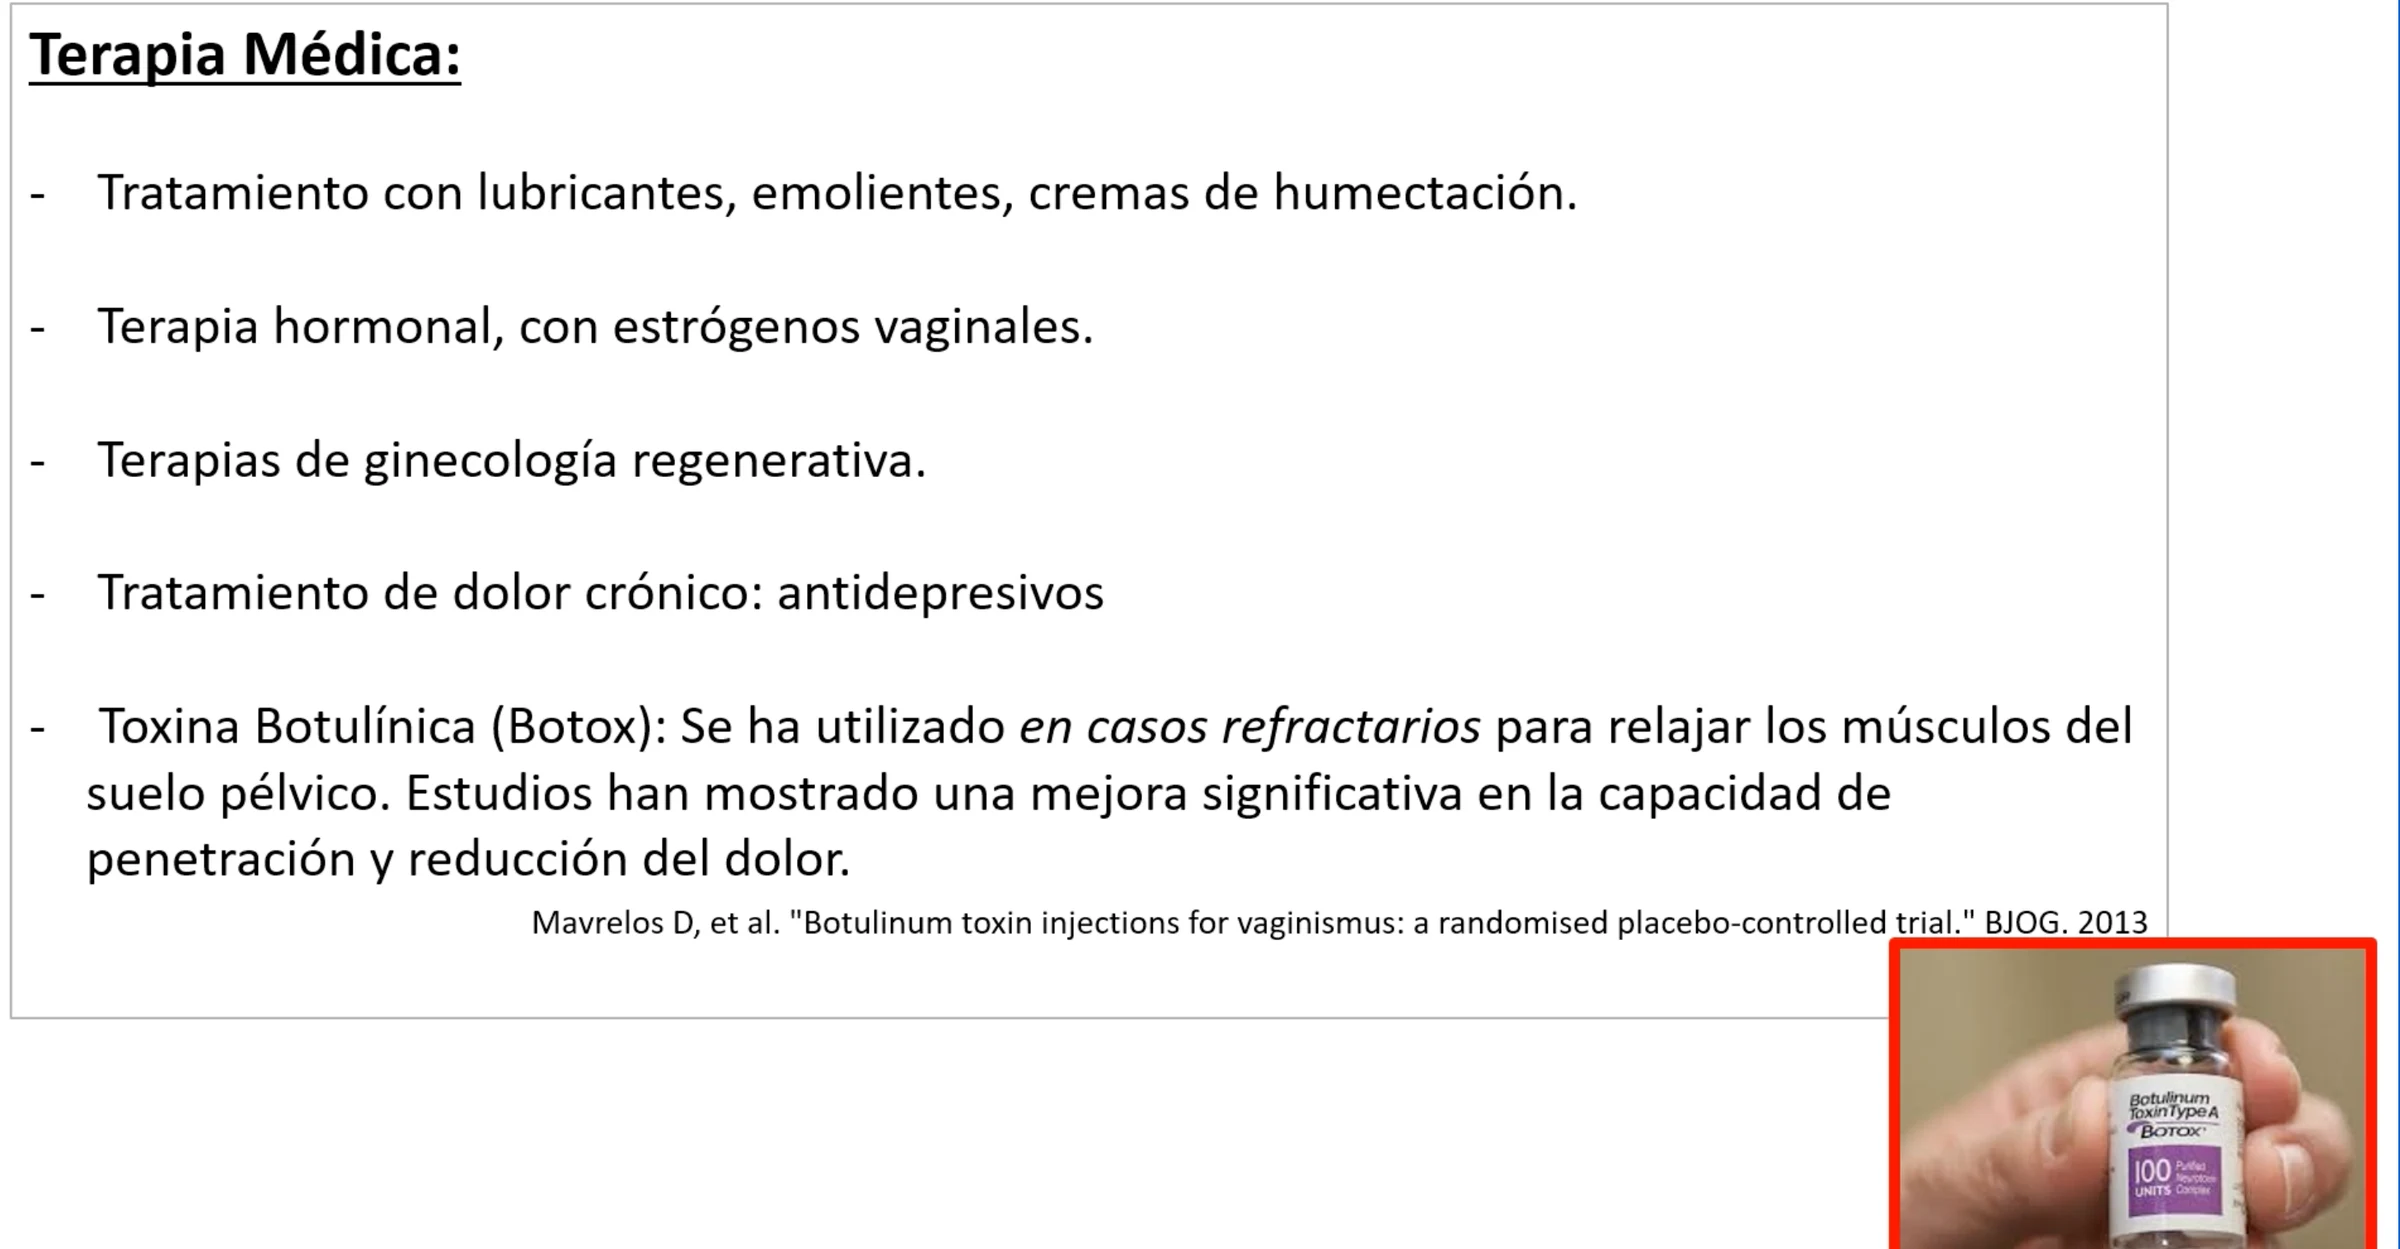 Terapia Médica:
- Tratamiento con lubricantes, emolientes, cremas de humectación.
- Terapia hormonal, con estrógenos vaginales.
- Terapias de ginecología regenerativa.
- Tratamiento de dolor crónico: antidepresivos
- Toxina Botulínica (Botox): Se ha utilizado en casos refractarios para relajar los músculos del
suelo pélvico. Estudios han mostrado una mejora significativa en la capacidad de
penetración y reducción del dolor.
Mavrelos D, et al. "Botulinum toxin injections for vaginismus: a randomised placebo-controlled trial." BJOG. 2013
Botulinum
Toxin Type A
BOTOX
100
UNITS
Purified
Neurotoxin
Complex